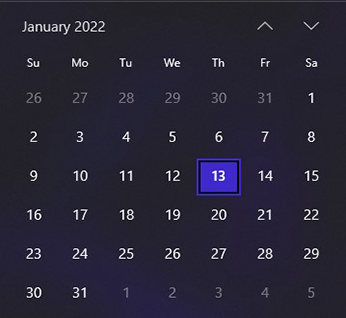 January 2022
Su Mo Tu We Th Fr Sa
26 27 28 29 30 31 1
2 3 4 5 6 7 8
9 10 11 12 13 14 15
16 17 18 19 20 21 22
23 24 25 26 27 28 29
30 31 1 2 3 4 5